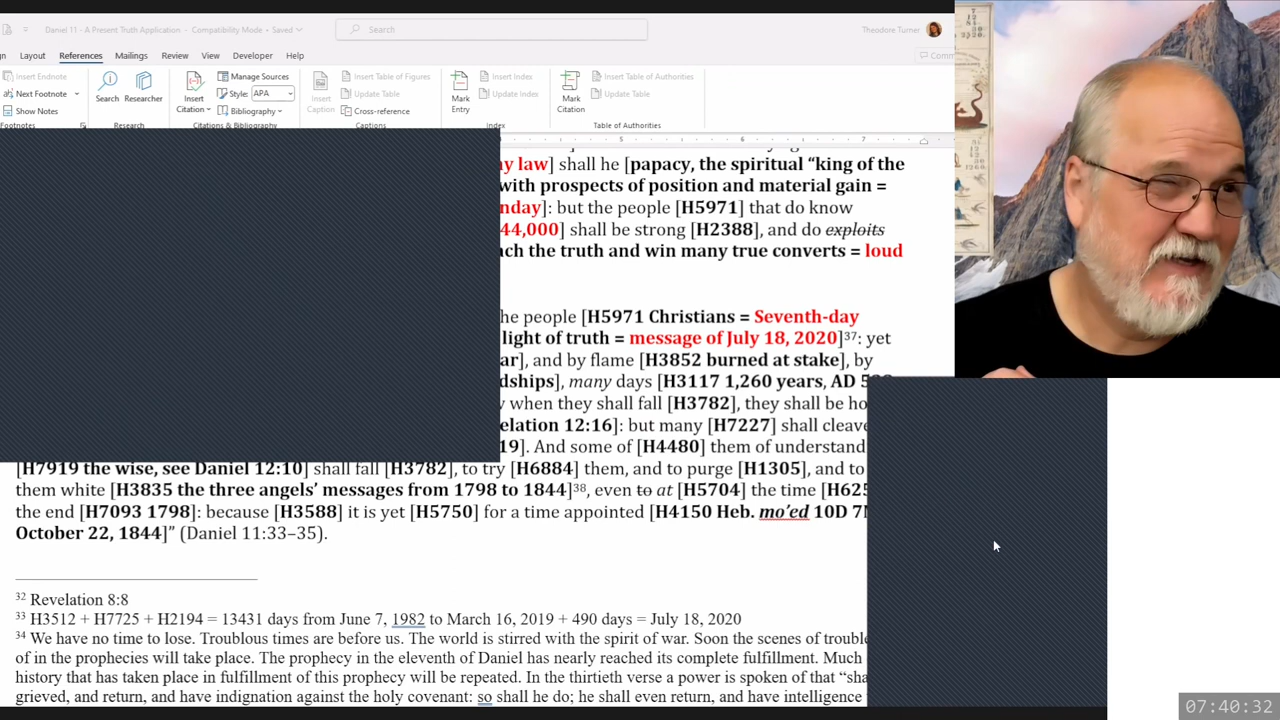 Daniel 11 - A Present Truth Application - Compatibility Mode • Saved
Search
Theodore Turner
Layout References Mailings Review View Developer Help
Insert Endnote
Next Footnote
Show Notes
Search
Researcher
Research
Insert Citation
Manage Sources
Style: APA
Bibliography
Citations & Bibliography
Insert Caption
Insert Table of Figures
Update Table
Cross-reference
Captions
Mark Entry
Insert Index
Update Index
Index
Mark Citation
Insert Table of Authorities
Update Table
Table of Authorities
5 6 7
law] shall he [papacy, the spiritual “king of the
with prospects of position and material gain =
]: but the people [H5971] that do know
44,000] shall be strong [H2388], and do exploits
the truth and win many true converts = loud
the people [H5971 Christians = Seventh-day
light of truth = message of July 18, 2020]37: yet
], and by flame [H3852 burned at stake], by
], many days [H3117 1,260 years, AD
when they shall fall [H3782], they shall be
12:16]: but many [H7227] shall cleave
19]. And some of [H4480] them of
[H7919 the wise, see Daniel 12:10] shall fall [H3782], to try [H6884] them, and to purge [H1305], and to
them white [H3835 the three angels’ messages from 1798 to 1844]38, even to at [H5704] the time
the end [H7093 1798]: because [H3588] it is yet [H5750] for a time appointed [H4150 Heb. mo’ed 10D
October 22, 1844]” (Daniel 11:33–35).
32 Revelation 8:8
33 H3512 + H7725 + H2194 = 13431 days from June 7, 1982 to March 16, 2019 + 490 days = July 18, 2020
34 We have no time to lose. Troublous times are before us. The world is stirred with the spirit of war. Soon the scenes of
of in the prophecies will take place. The prophecy in the eleventh of Daniel has nearly reached its complete fulfillment. Much
history that has taken place in fulfillment of this prophecy will be repeated. In the thirtieth verse a power is spoken of that
grieved, and return, and have indignation against the holy covenant: so shall he do; he shall even return, and have intelligence
07:40:32